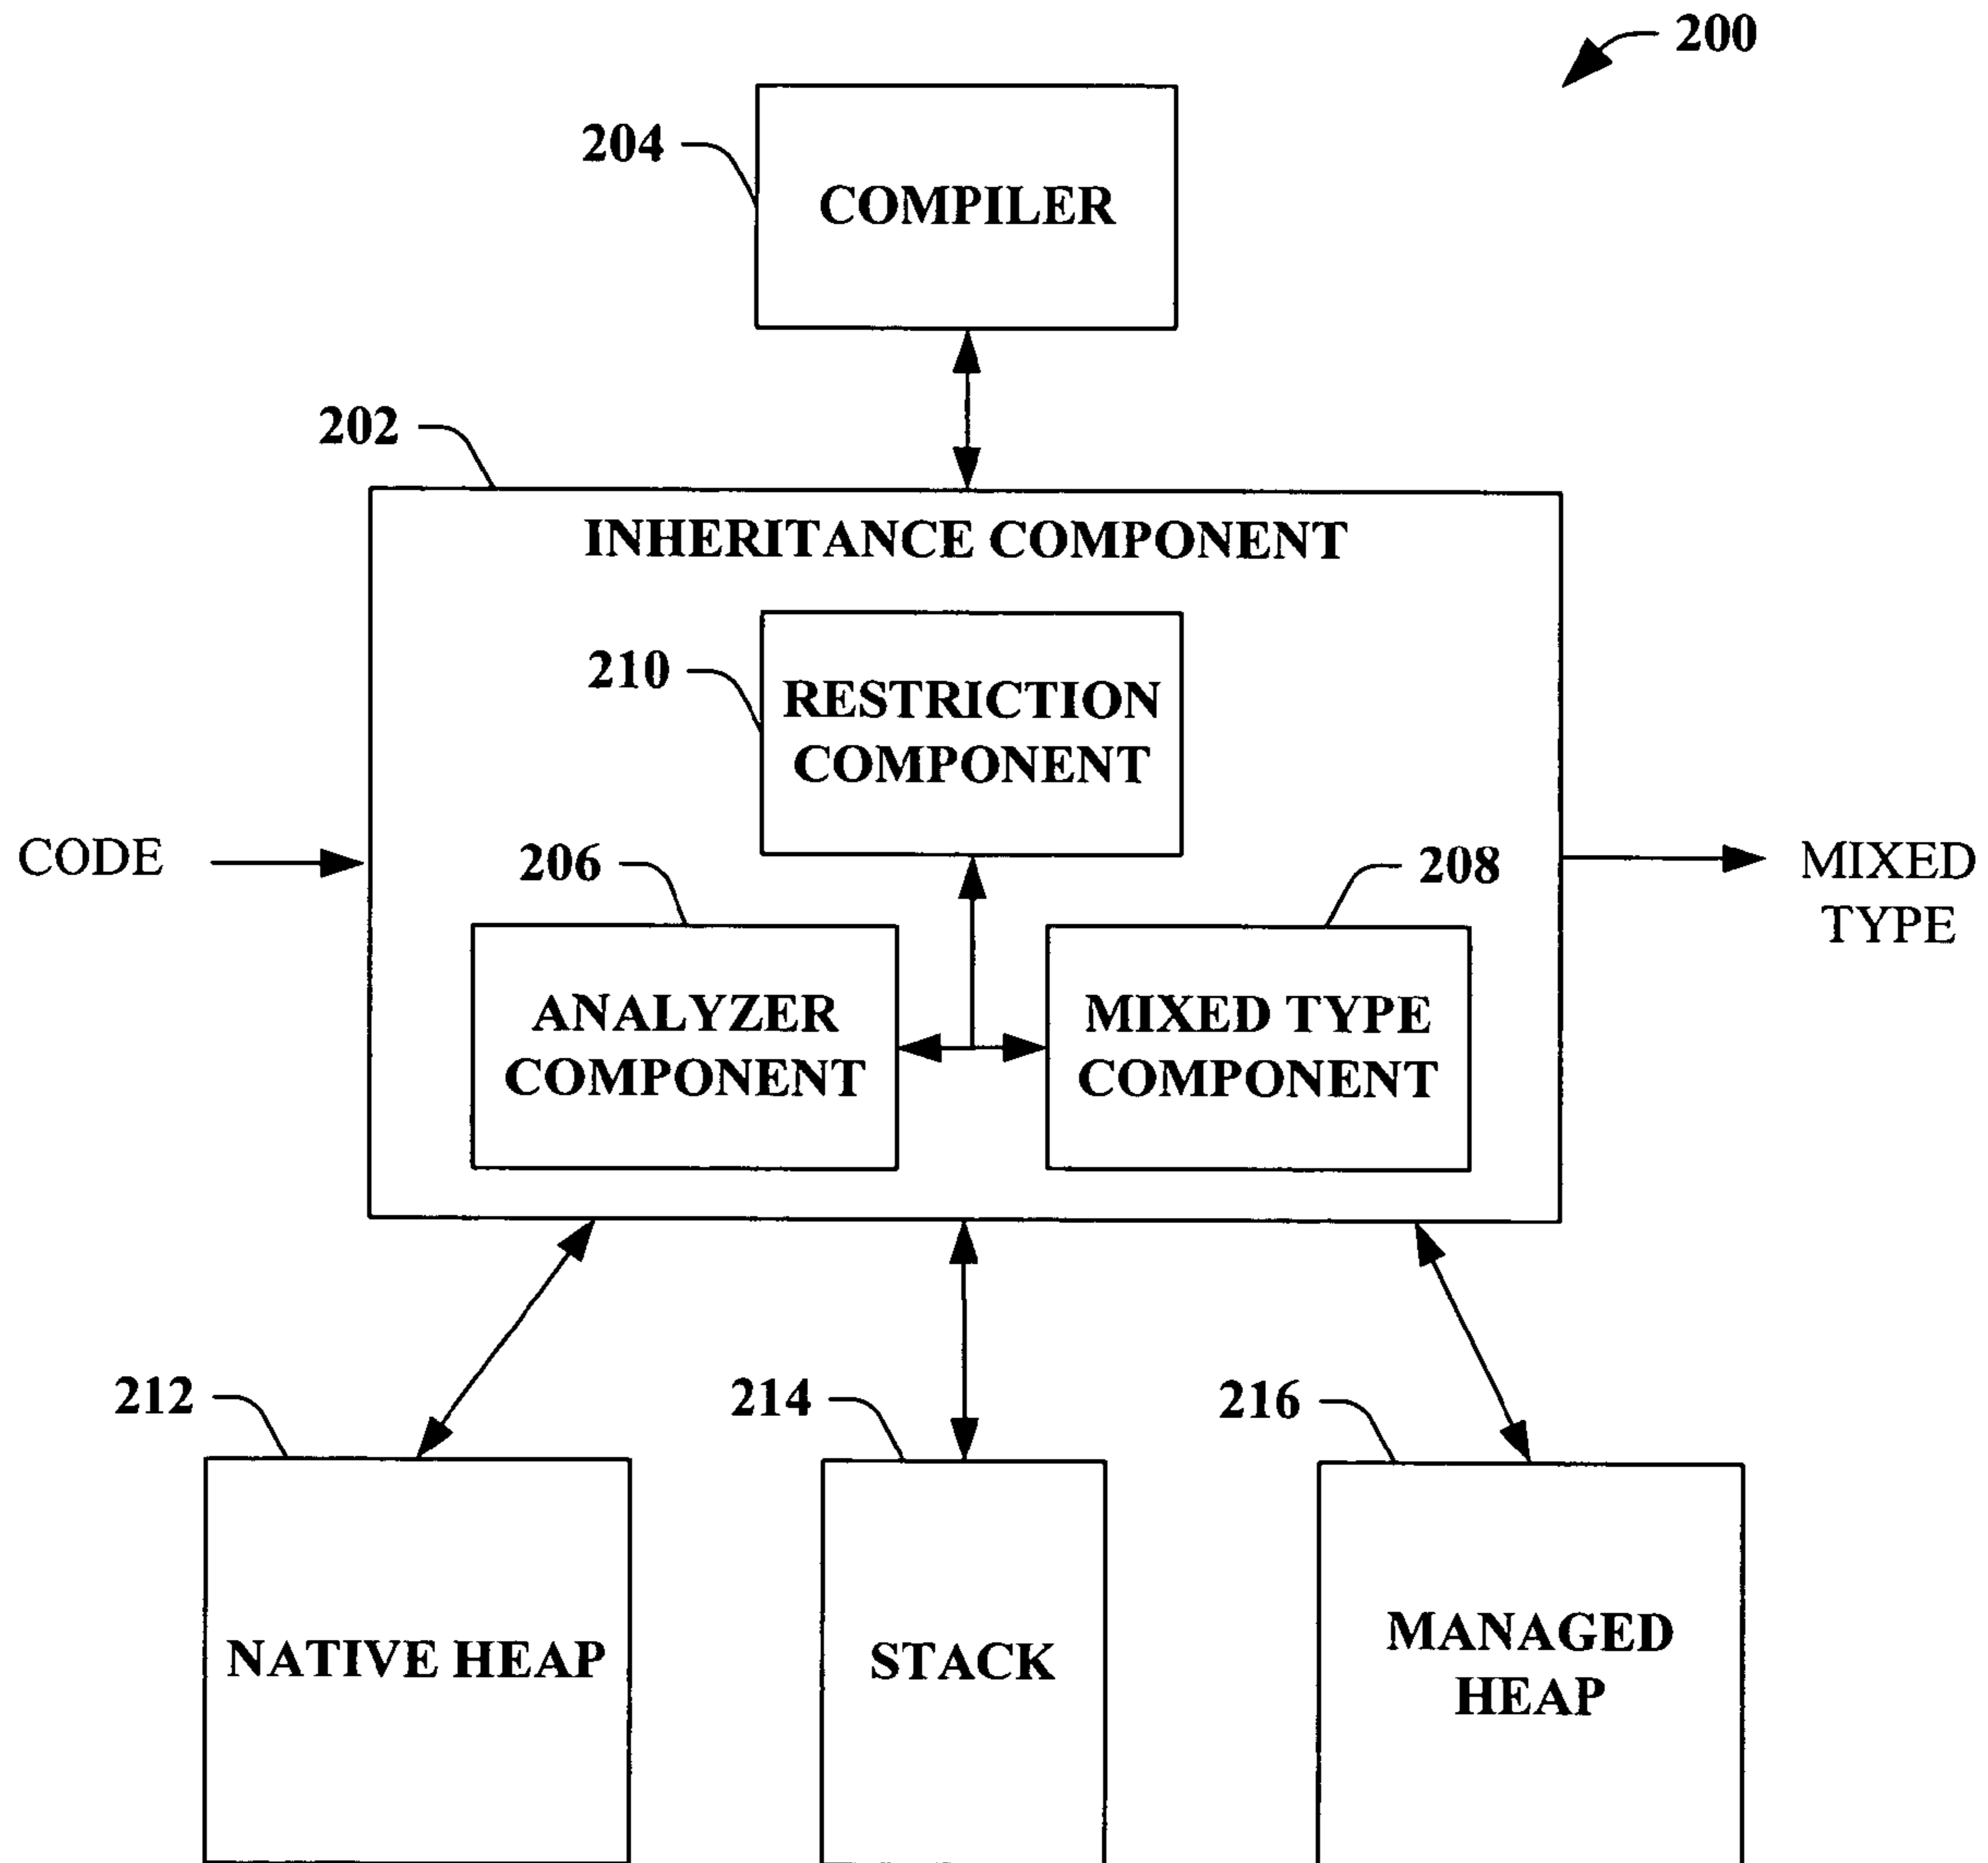 200
204
COMPILER
202
INHERITANCE COMPONENT
210
RESTRICTION
COMPONENT
CODE
206
208
MIXED
TYPE
ANALYZER
COMPONENT
MIXED TYPE
COMPONENT
212
214
216
NATIVE HEAP
STACK
MANAGED
HEAP